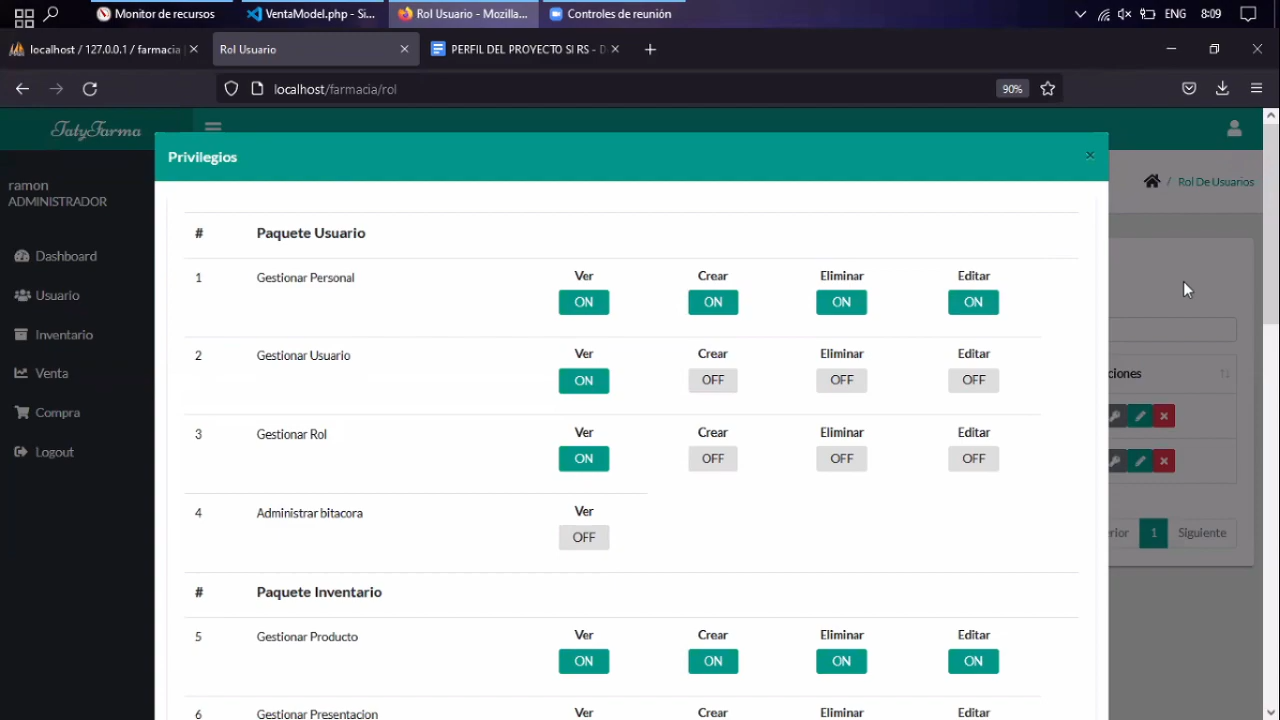 Monitor de recursos VentaModel.php - Si... Rol Usuario - Mozilla... Controles de reunión ENG 8:09
localhost / 127.0.0.1 / farmacia Rol Usuario PERFIL DEL PROYECTO SI RS - D
localhost/farmacia/rol 90%
TatyFarma
Privilegios ×
ramon
ADMINISTRADOR
/ Rol De Usuarios
# Paquete Usuario
Dashboard
1 Gestionar Personal Ver Crear Eliminar Editar
ON ON ON ON
Usuario
Inventario
2 Gestionar Usuario Ver Crear Eliminar Editar
ON OFF OFF OFF
Venta
ciones
Compra
3 Gestionar Rol Ver Crear Eliminar Editar
ON OFF OFF OFF
Logout
4 Administrar bitacora Ver
OFF
rior 1 Siguiente
# Paquete Inventario
5 Gestionar Producto Ver Crear Eliminar Editar
ON ON ON ON
6 Gestionar Presentacion Ver Crear Eliminar Editar